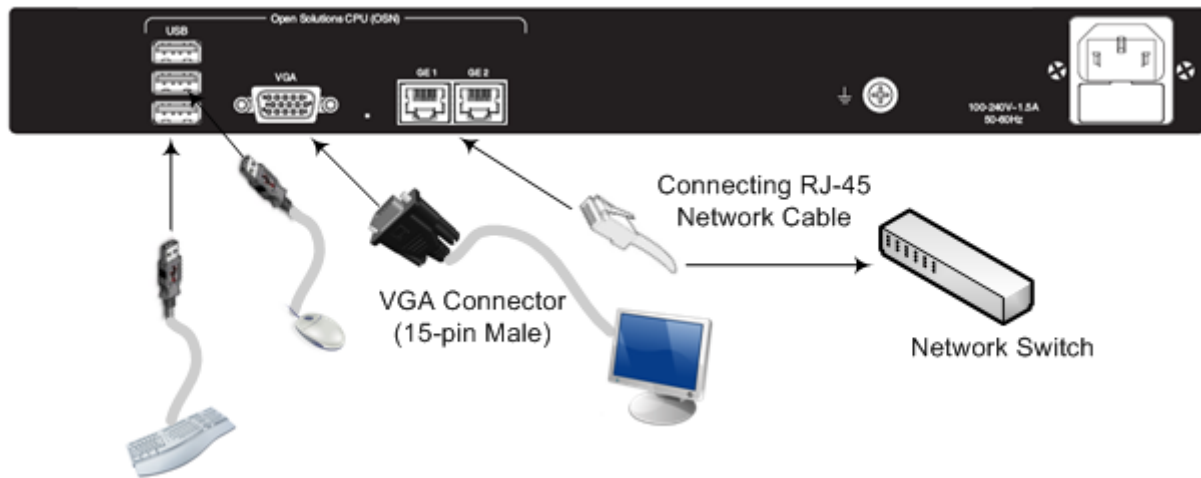 Open Solutions CPU (OSN)
USB
VGA
GE 1
GE 2
100-240V~1.5A
50-60Hz
Connecting RJ-45
Network Cable
VGA Connector
(15-pin Male)
Network Switch